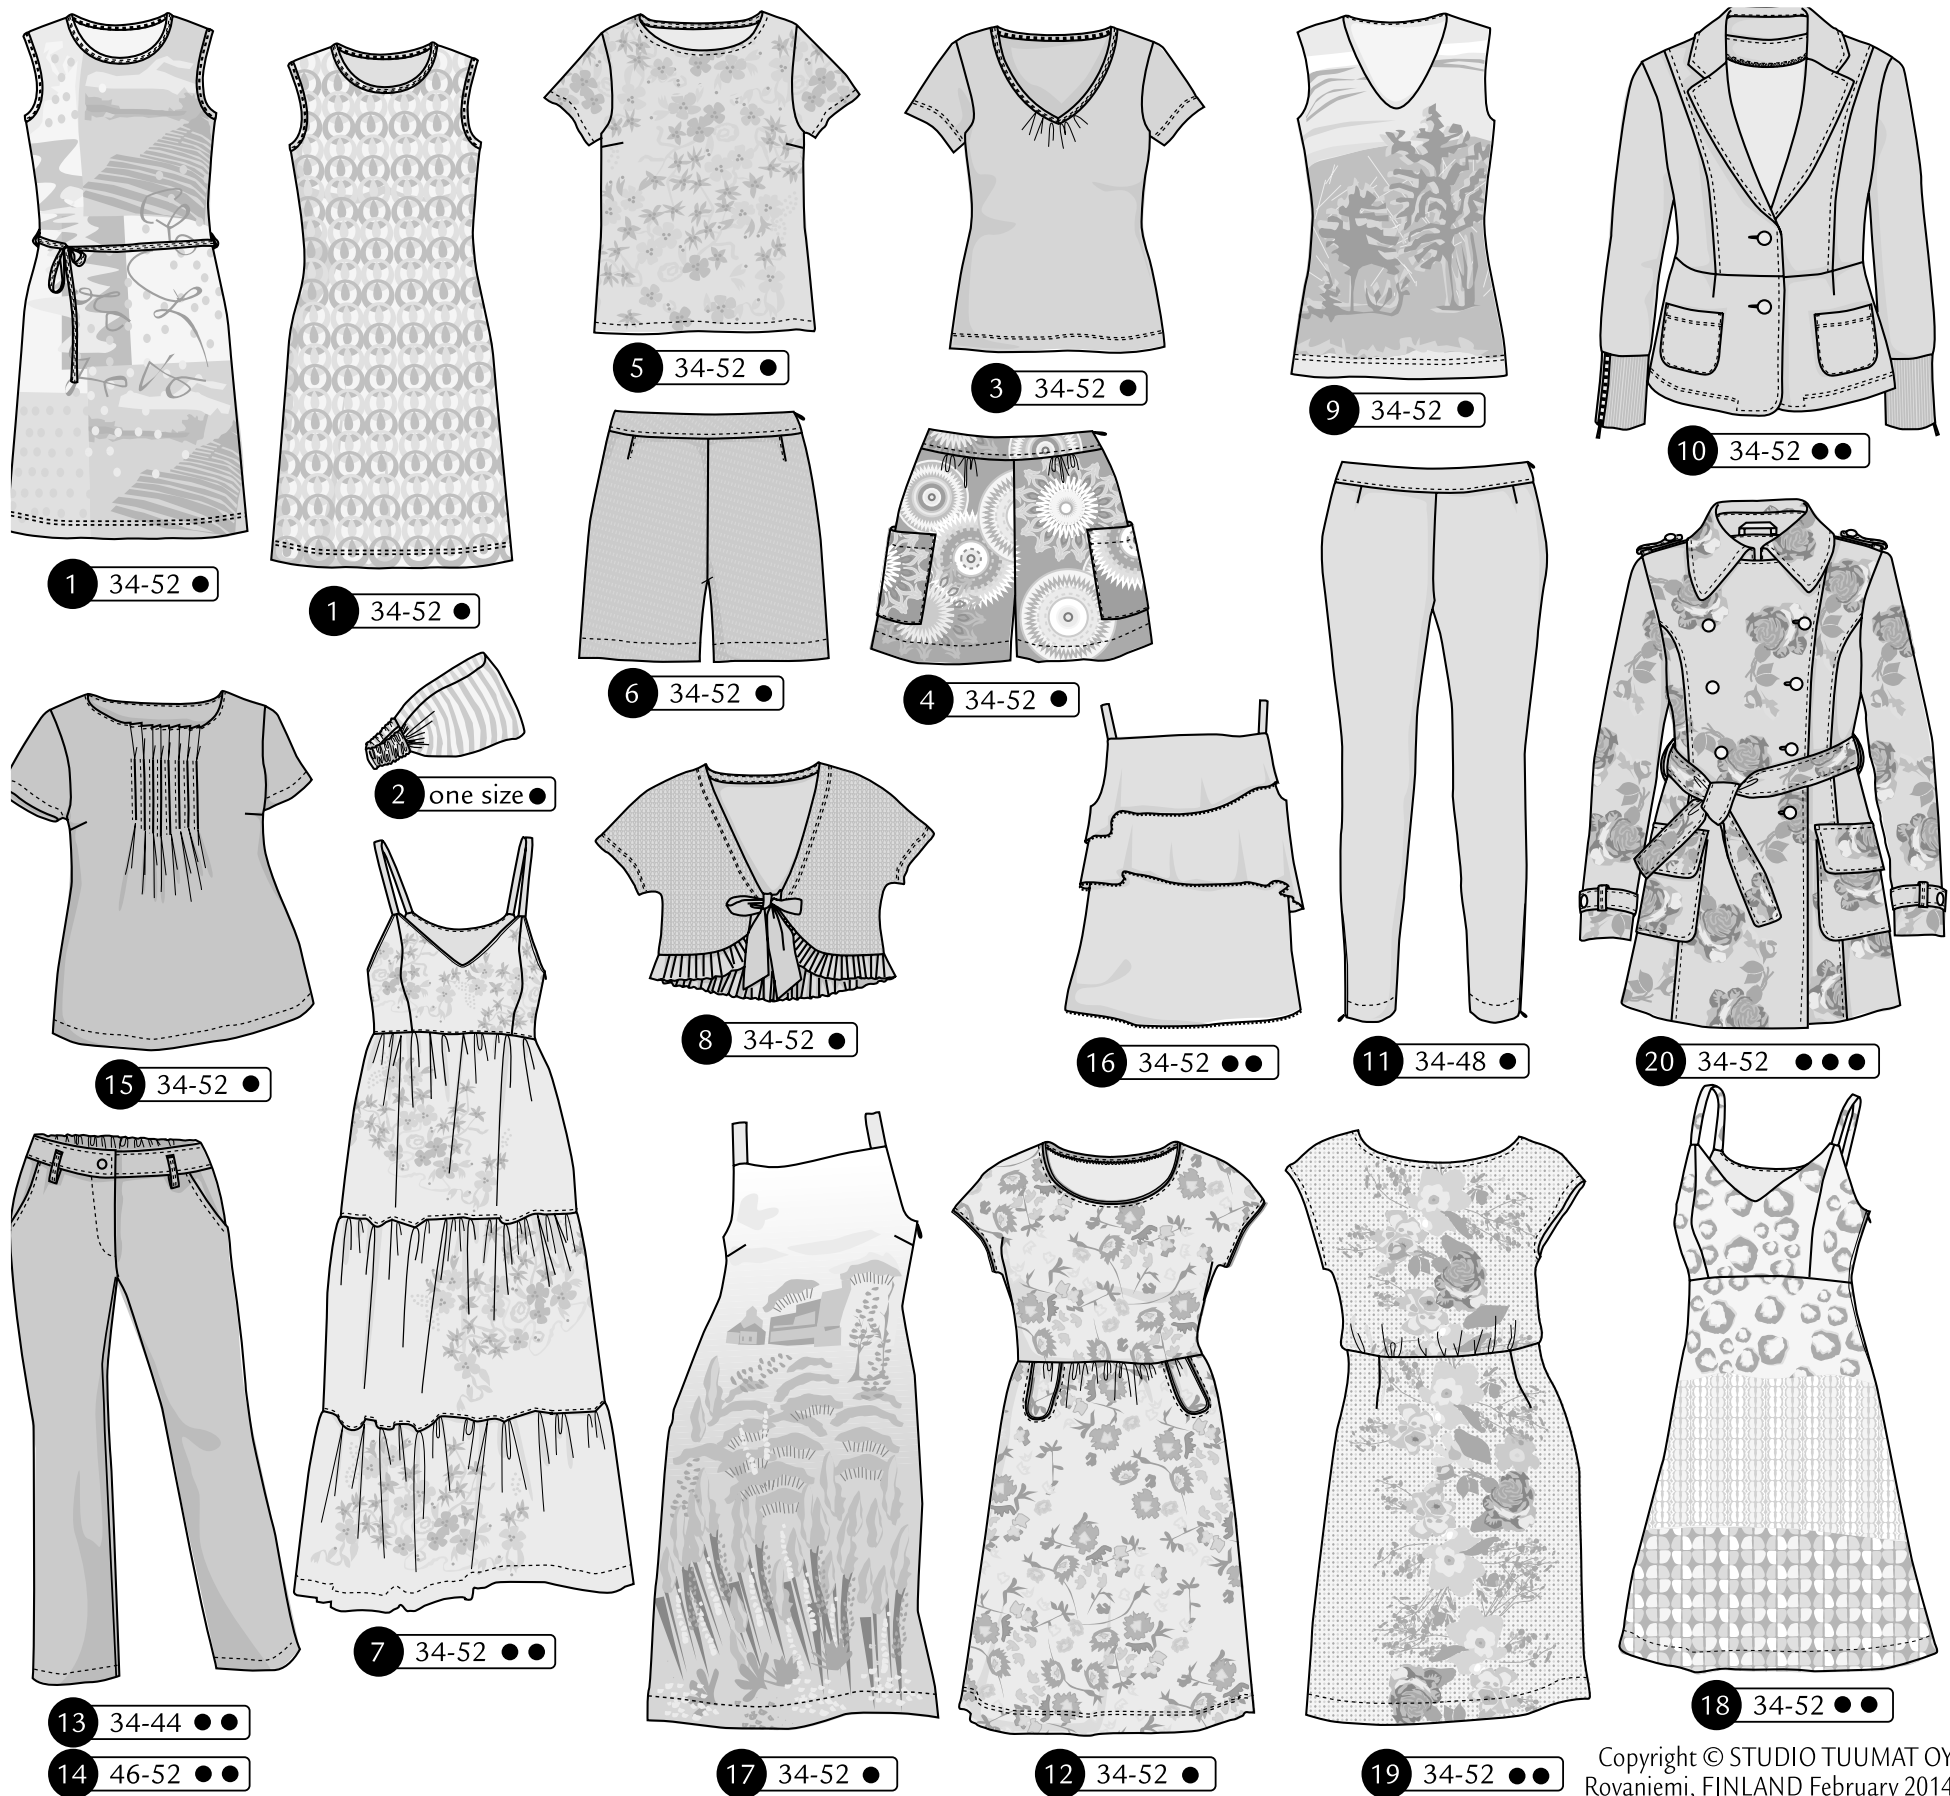 5 34-52 ●
3 34-52 ●
9 34-52 ●
10 34-52 ●●
1 34-52 ●
1 34-52 ●
6 34-52 ●
4 34-52 ●
2 one size ●
15 34-52 ●
8 34-52 ●
16 34-52 ●●
11 34-48 ●
20 34-52 ●●●
7 34-52 ●●
13 34-44 ●●
14 46-52 ●●
17 34-52 ●
12 34-52 ●
19 34-52 ●●
18 34-52 ●●
Copyright © STUDIO TUUMAT OY
Rovaniemi, FINLAND February 2014